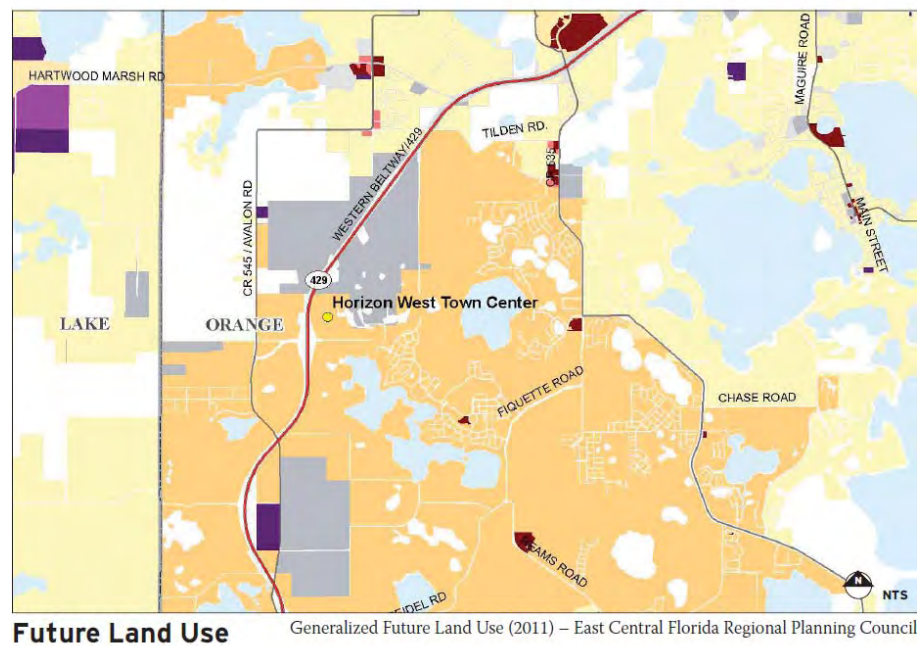 HARTWOOD MARSH RD
MAGUIRE ROAD
TILDEN RD.
CR 535
WESTERN BELTWAY/429
CR 545 / AVALON RD
MAIN STREET
429
Horizon West Town Center
LAKE
ORANGE
FIQUETTE ROAD
CHASE ROAD
REAMS ROAD
EIDEL RD
N
NTS
Future Land Use
Generalized Future Land Use (2011) – East Central Florida Regional Planning Council